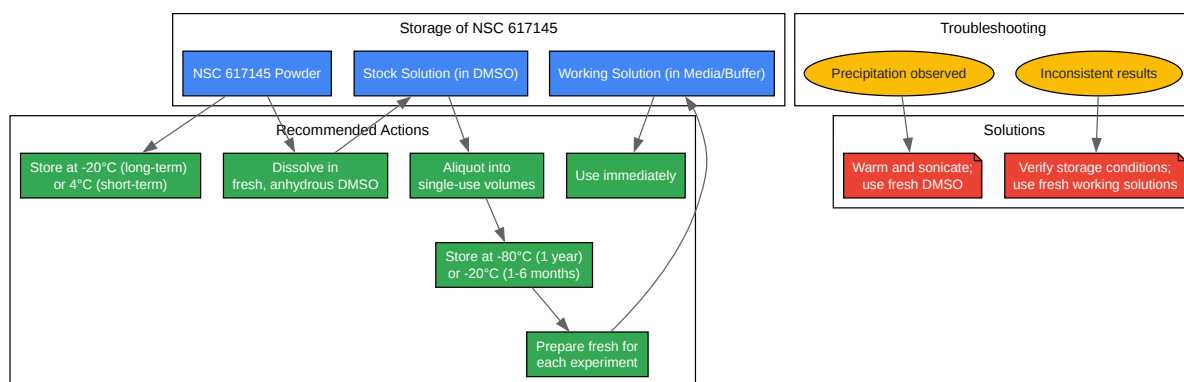 Storage of NSC 617145
NSC 617145 Powder
Stock Solution (in DMSO)
Working Solution (in Media/Buffer)
Recommended Actions
Store at -20°C (long-term)
or 4°C (short-term)
Dissolve in
fresh, anhydrous DMSO
Aliquot into
single-use volumes
Use immediately
Store at -80°C (1 year)
or -20°C (1-6 months)
Prepare fresh for
each experiment
Troubleshooting
Precipitation observed
Inconsistent results
Solutions
Warm and sonicate;
use fresh DMSO
Verify storage conditions;
use fresh working solutions